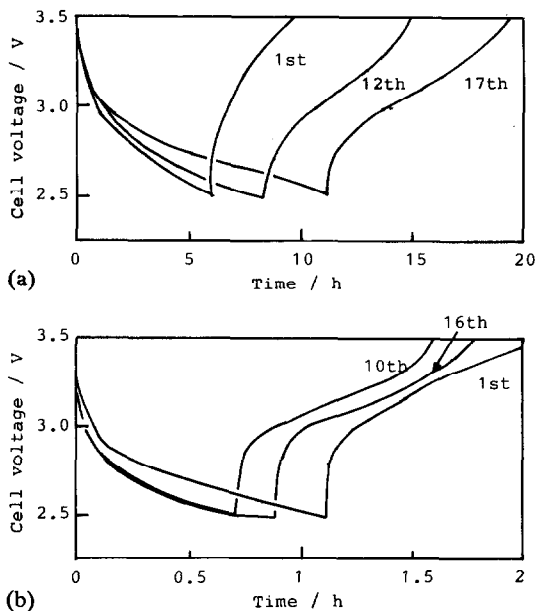 3.5
3.0
2.5
Cell voltage / V
1st
12th
17th
0
5
10
15
20
Time / h
(a)
3.5
3.0
2.5
Cell voltage / V
10th
16th
1st
0
0.5
1
1.5
2
Time / h
(b)